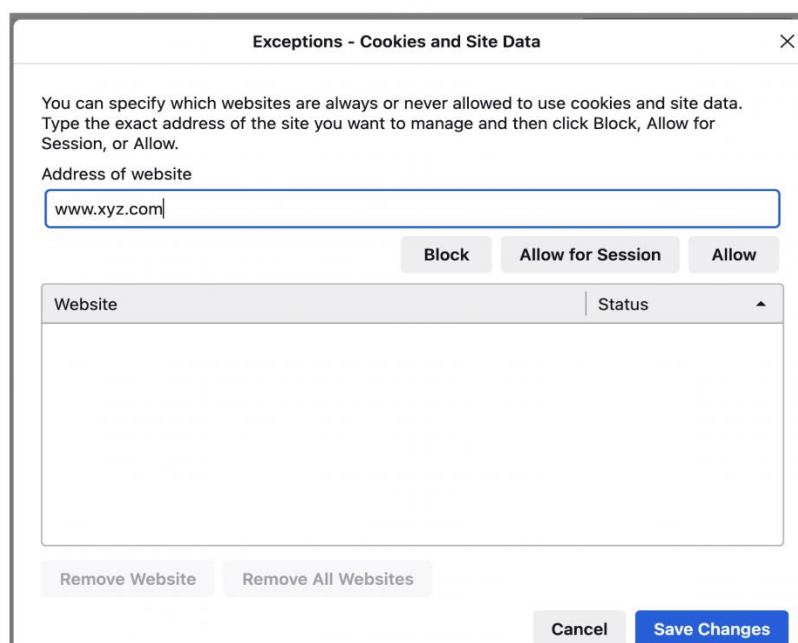 Exceptions - Cookies and Site Data
You can specify which websites are always or never allowed to use cookies and site data.
Type the exact address of the site you want to manage and then click Block, Allow for
Session, or Allow.
Address of website
www.xyz.com
Block Allow for Session Allow
Website Status
Remove Website Remove All Websites
Cancel Save Changes